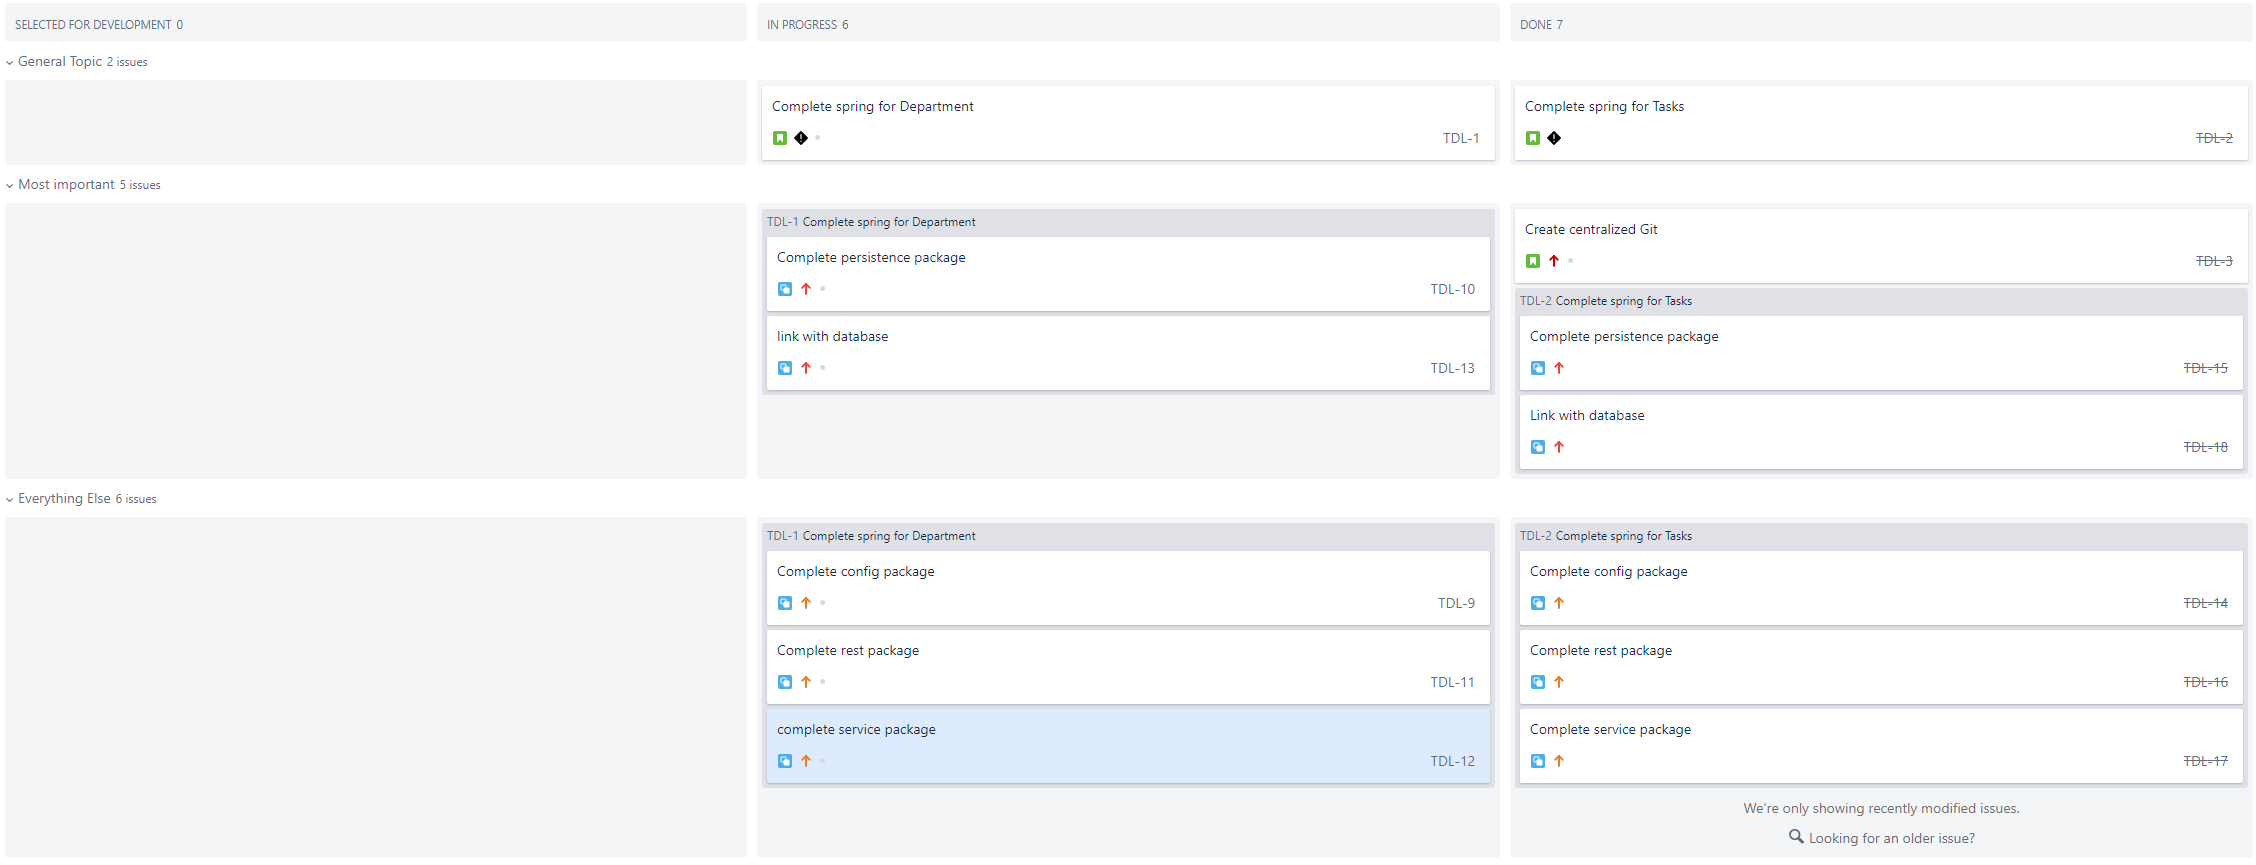 SELECTED FOR DEVELOPMENT 0
IN PROGRESS 6
DONE 7
General Topic 2 issues
Complete spring for Department
TDL-1
Complete spring for Tasks
TDL-2
Most important 5 issues
TDL-1 Complete spring for Department
Complete persistence package
TDL-10
link with database
TDL-13
Create centralized Git
TDL-3
TDL-2 Complete spring for Tasks
Complete persistence package
TDL-15
Link with database
TDL-18
Everything Else 6 issues
TDL-1 Complete spring for Department
Complete config package
TDL-9
Complete rest package
TDL-11
complete service package
TDL-12
TDL-2 Complete spring for Tasks
Complete config package
TDL-14
Complete rest package
TDL-16
Complete service package
TDL-17
We're only showing recently modified issues.
Looking for an older issue?